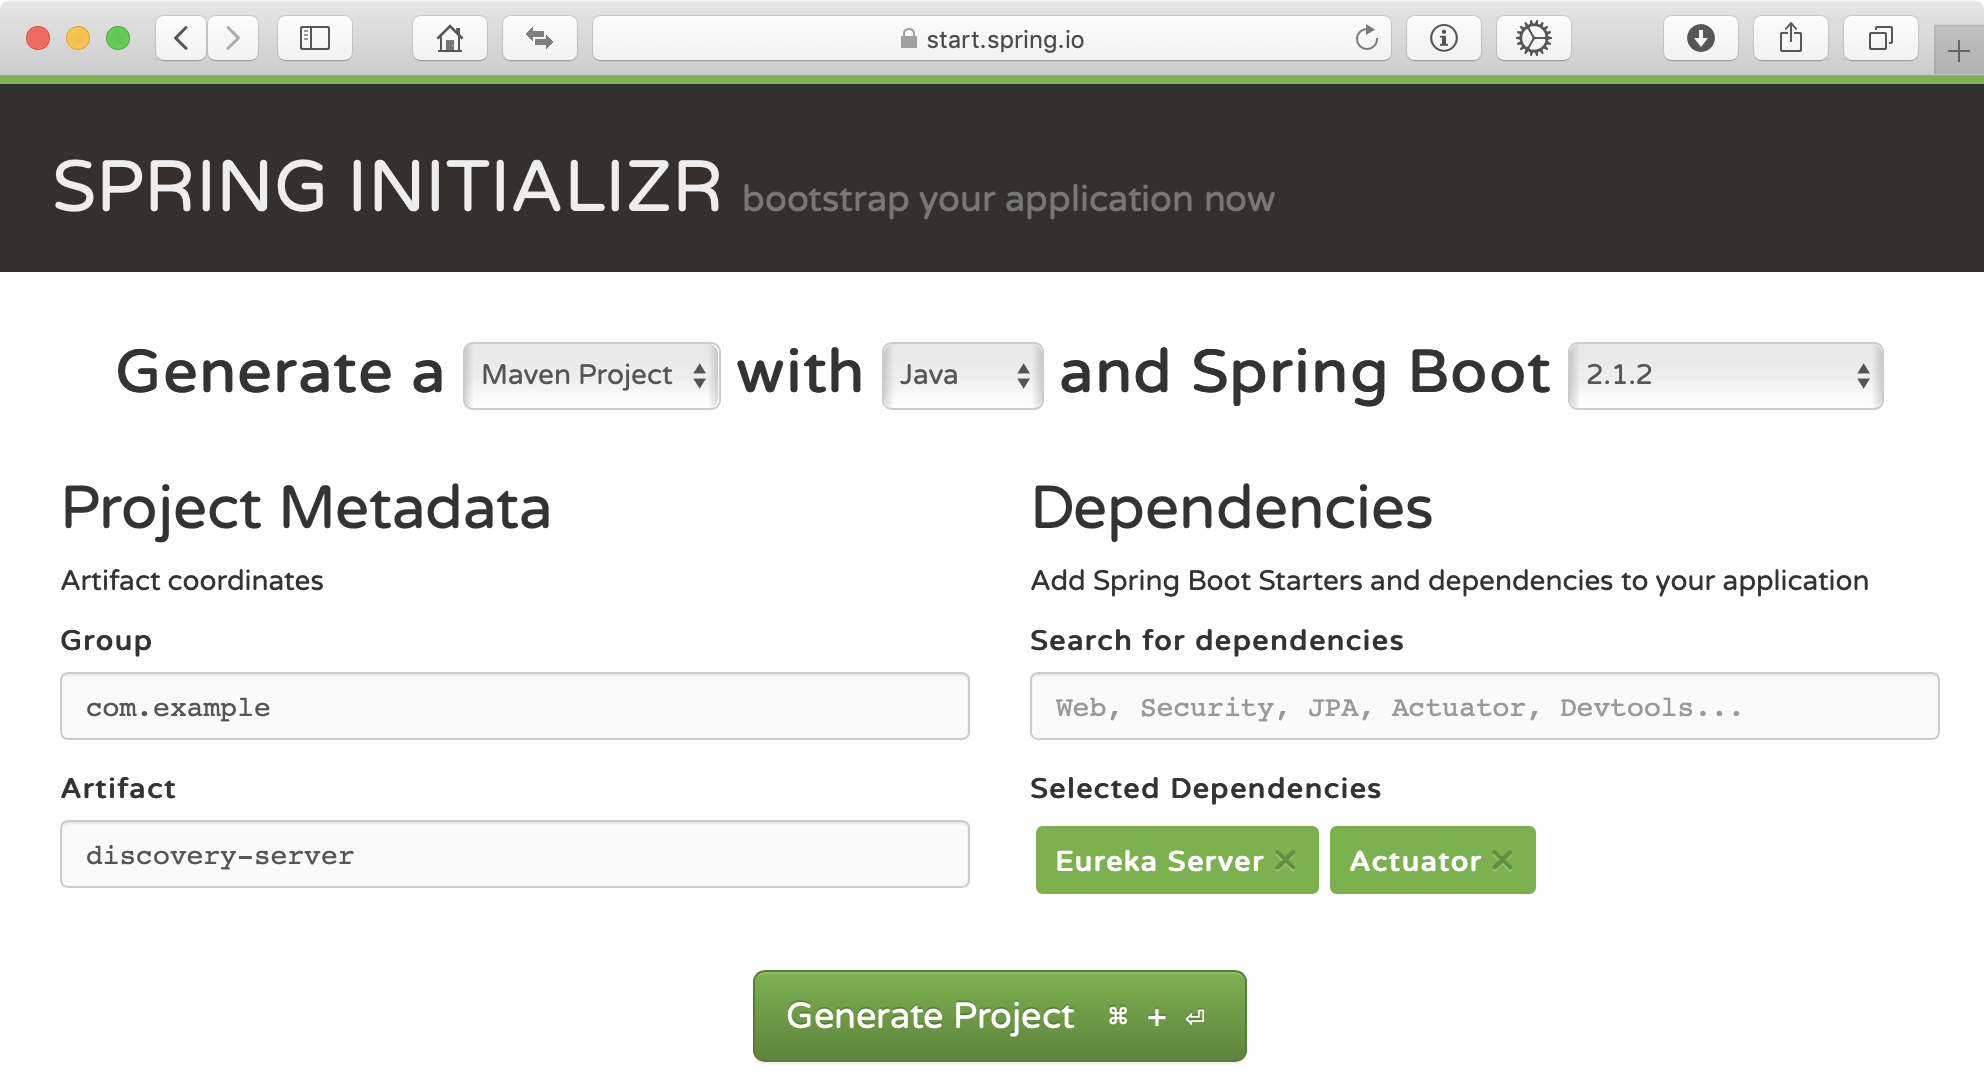 start.spring.io
SPRING INITIALIZR bootstrap your application now
Generate a Maven Project with Java and Spring Boot 2.1.2
Project Metadata
Artifact coordinates
Group
com.example
Artifact
discovery-server
Dependencies
Add Spring Boot Starters and dependencies to your application
Search for dependencies
Web, Security, JPA, Actuator, Devtools...
Selected Dependencies
Eureka Server Actuator
Generate Project ⌘ + ⏎